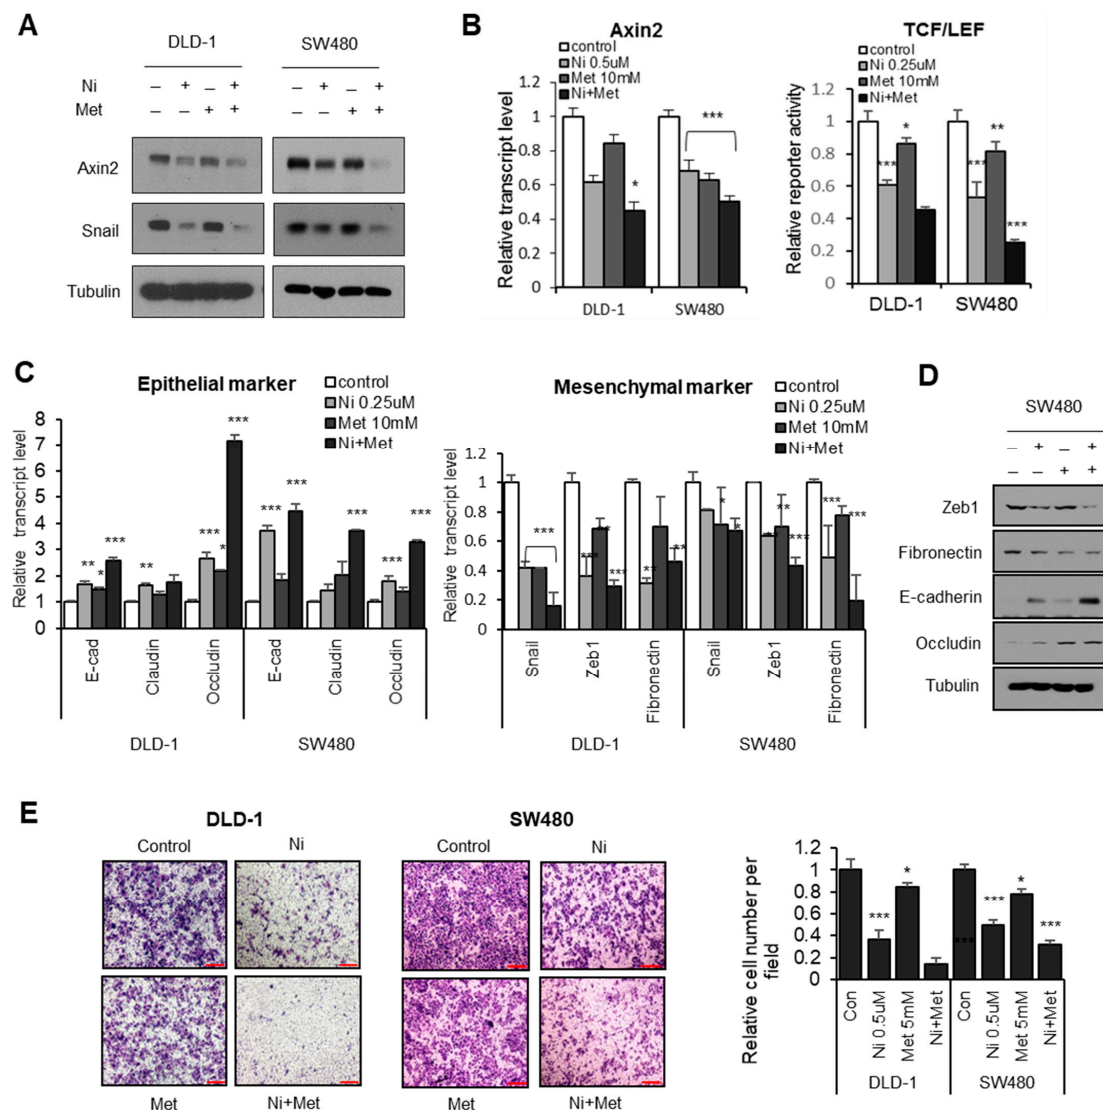 A
DLD-1 SW480
Ni – + – + – + – +
Met – – + + – – + +
Axin2
Snail
Tubulin
B
Axin2
control
Ni 0.5uM
Met 10mM
Ni+Met
Relative transcript level
1.2
1
0.8
0.6
0.4
0.2
0
*
***
DLD-1 SW480
TCF/LEF
control
Ni 0.25uM
Met 10mM
Ni+Met
Relative reporter activity
1.2
1
0.8
0.6
0.4
0.2
0
*** * *** ** ***
DLD-1 SW480
C
Epithelial marker
control
Ni 0.25uM
Met 10mM
Ni+Met
Relative transcript level
8
7
6
5
4
3
2
1
0
** * *** ** *** * *** *** *** *** *** ***
E-cad Claudin Occludin E-cad Claudin Occludin
DLD-1 SW480
Mesenchymal marker
control
Ni 0.25uM
Met 10mM
Ni+Met
Relative transcript level
1.2
1
0.8
0.6
0.4
0.2
0
*** *** ** *** ** ** * * ** ** *** *** ***
Snail Zeb1 Fibronectin Snail Zeb1 Fibronectin
DLD-1 SW480
D
SW480
– + – +
– – + +
Zeb1
Fibronectin
E-cadherin
Occludin
Tubulin
E
DLD-1 SW480
Control Ni Control Ni
Met Ni+Met Met Ni+Met
Relative cell number per
field
1.2
1
0.8
0.6
0.4
0.2
0
*** * *** *** * ***
Con Ni 0.5uM Met 5mM Ni+Met Con Ni 0.5uM Met 5mM Ni+Met
DLD-1 SW480